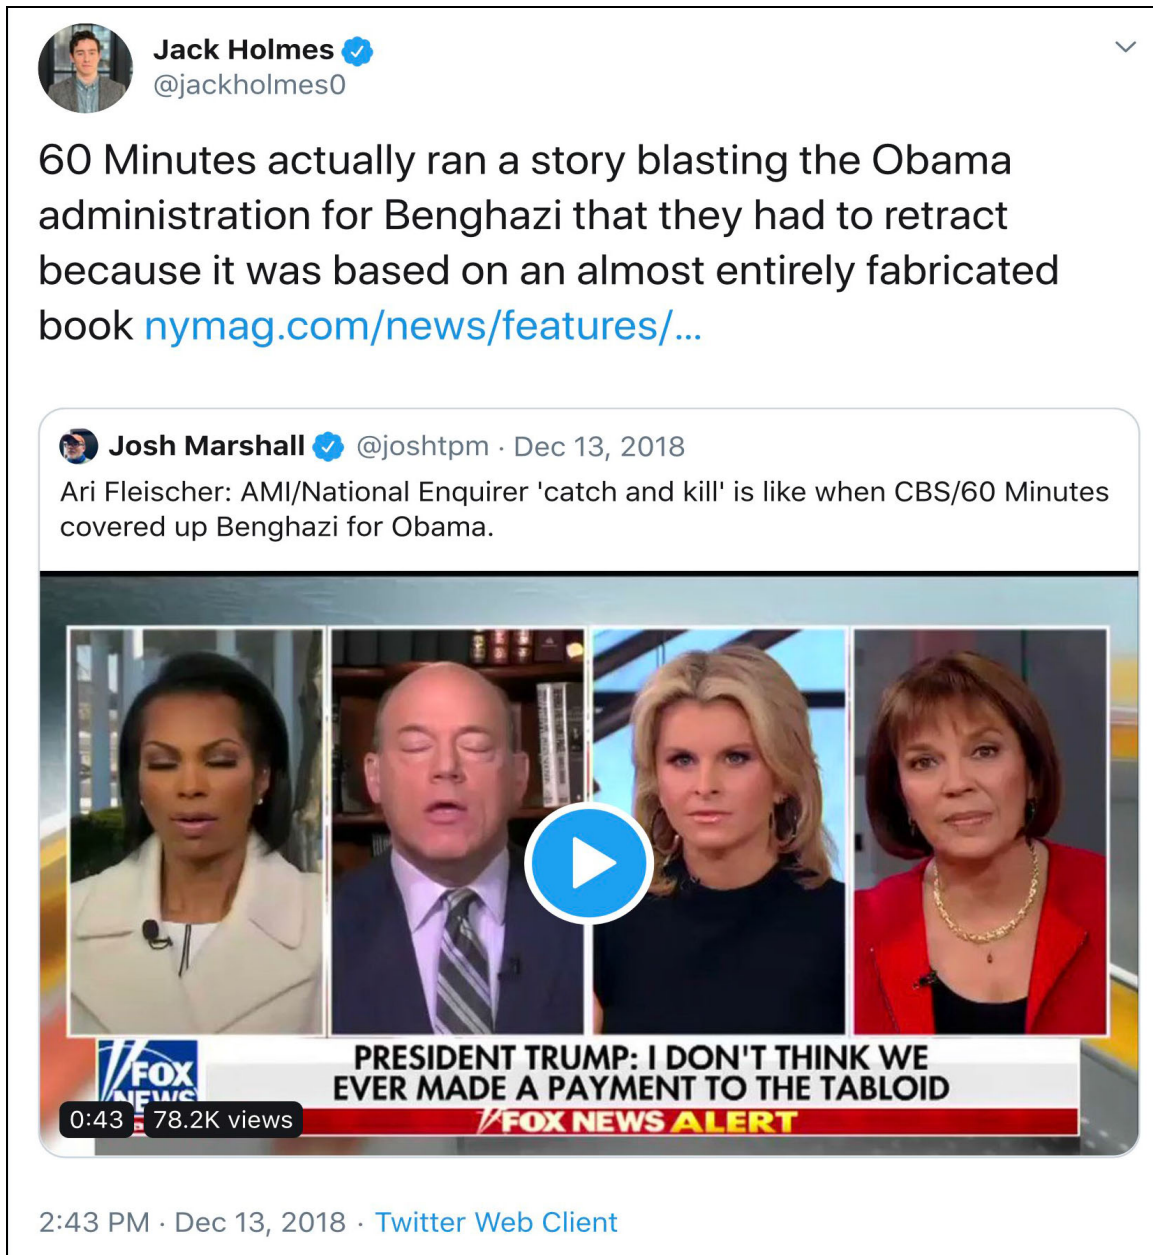 Jack Holmes
@jackholmes0
60 Minutes actually ran a story blasting the Obama
administration for Benghazi that they had to retract
because it was based on an almost entirely fabricated
book nymag.com/news/features/...
Josh Marshall @joshtpm · Dec 13, 2018
Ari Fleischer: AMI/National Enquirer 'catch and kill' is like when CBS/60 Minutes
covered up Benghazi for Obama.
FOX
NEWS
PRESIDENT TRUMP: I DON'T THINK WE
EVER MADE A PAYMENT TO THE TABLOID
FOX NEWS ALERT
0:43 78.2K views
2:43 PM · Dec 13, 2018 · Twitter Web Client